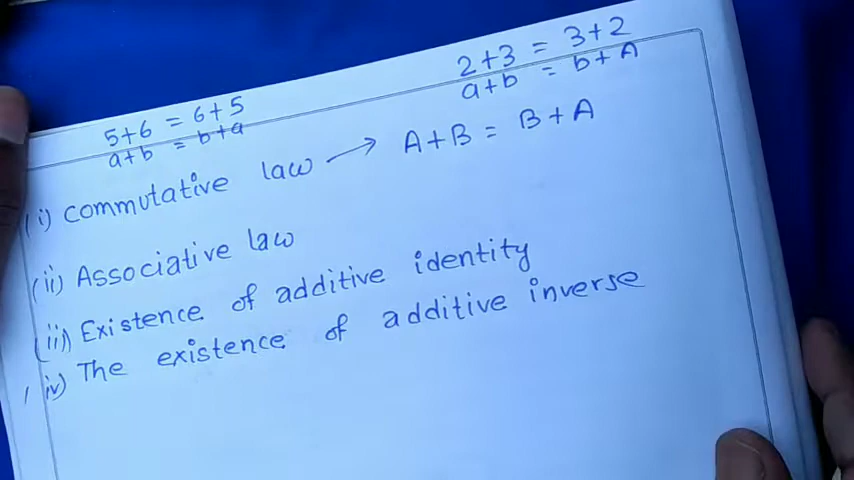 5+6 = 6+5
a+b = b+a
2+3 = 3+2
a+b = b+A
(i) Commutative law → A+B = B+A
(ii) Associative law
(ii) Existence of additive identity
(iv) The existence of additive inverse